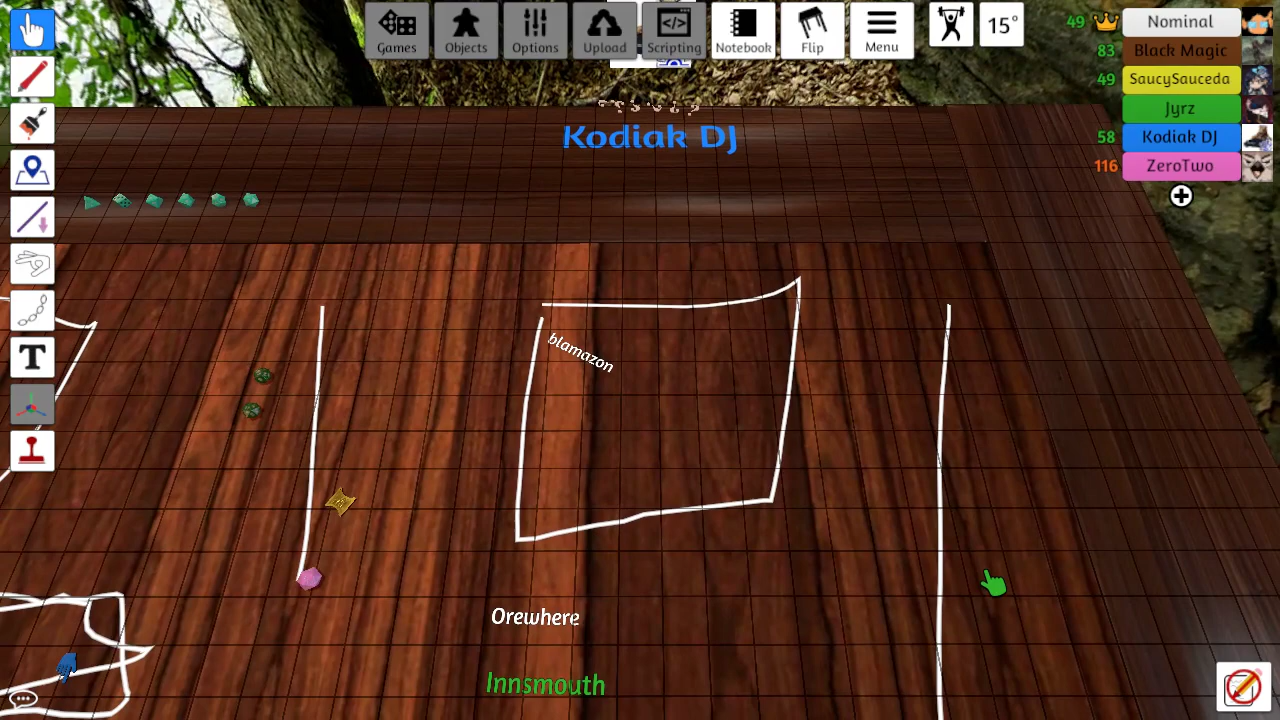 Games
Objects
Options
Upload
Scripting
Notebook
Flip
Menu
15°
49
Nominal
83
Black Magic
49
SaucySauceda
Jyrz
58
Kodiak DJ
116
ZeroTwo
Kodiak DJ
T
blamazon
Orewhere
Innsmouth